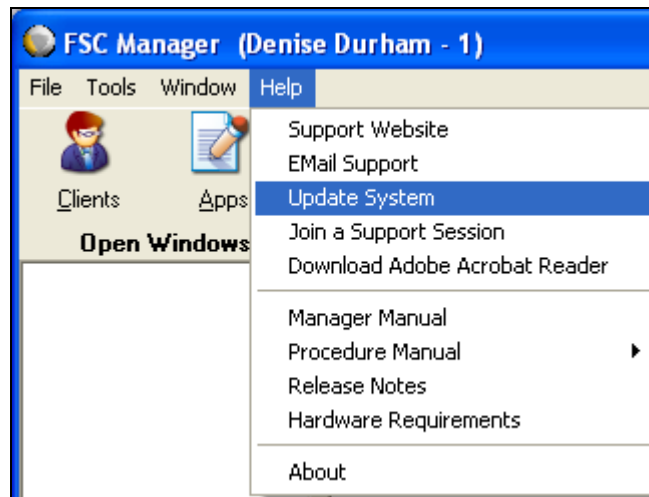 FSC Manager (Denise Durham - 1)
File Tools Window Help
Support Website
EMail Support
Update System
Join a Support Session
Download Adobe Acrobat Reader
Manager Manual
Procedure Manual
Release Notes
Hardware Requirements
About
Clients Apps
Open Windows